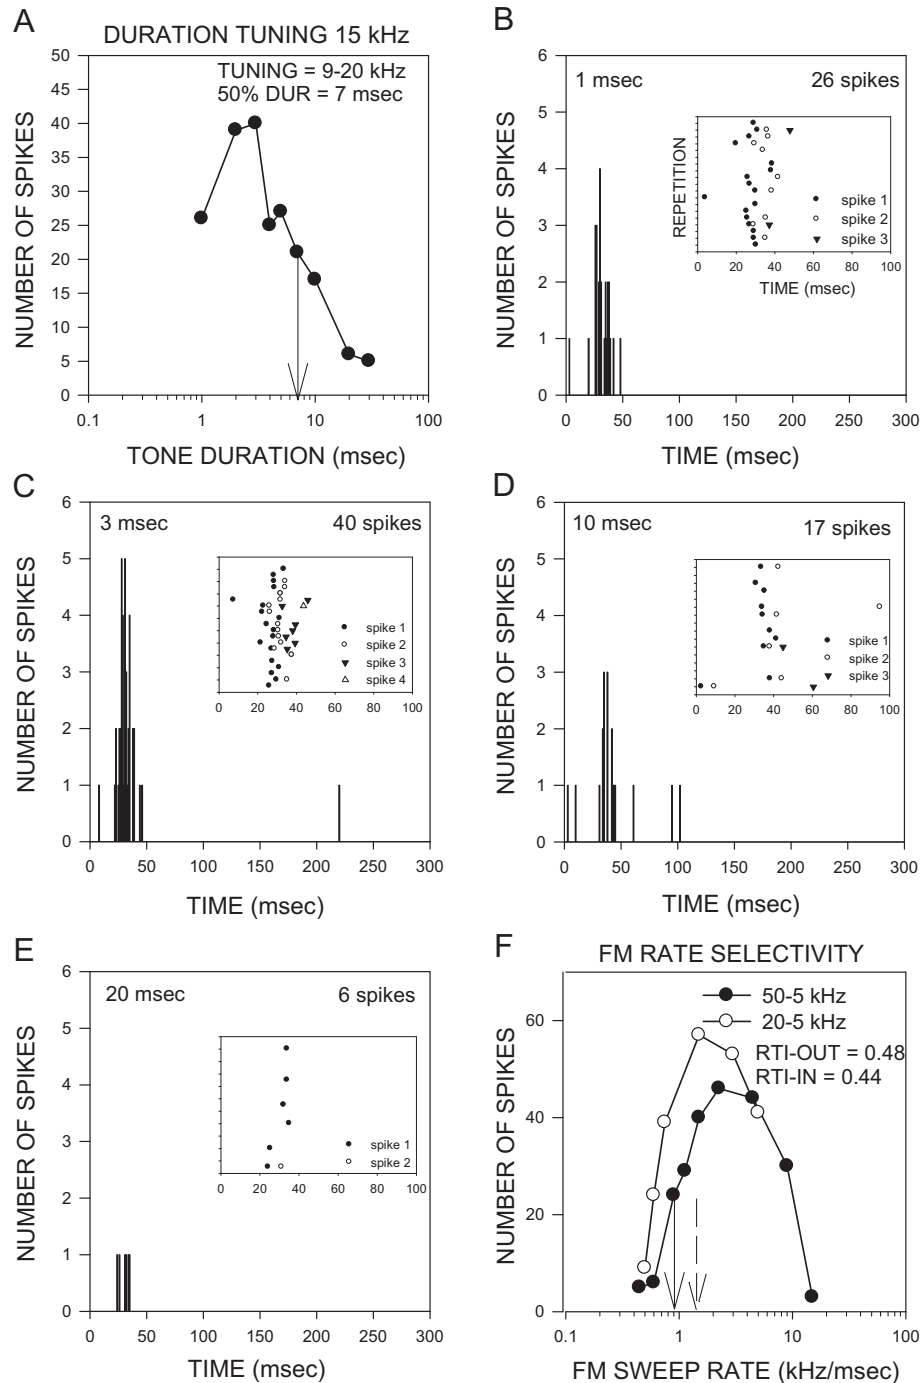 A
DURATION TUNING 15 kHz
TUNING = 9-20 kHz
50% DUR = 7 msec
NUMBER OF SPIKES
50
45
40
35
30
25
20
15
10
5
0
0.1 1 10 100
TONE DURATION (msec)
B
1 msec 26 spikes
NUMBER OF SPIKES
6
5
4
3
2
1
0
REPETITION
spike 1
spike 2
spike 3
0 20 40 60 80 100
TIME (msec)
0 50 100 150 200 250 300
TIME (msec)
C
3 msec 40 spikes
NUMBER OF SPIKES
6
5
4
3
2
1
0
spike 1
spike 2
spike 3
spike 4
0 20 40 60 80 100
0 50 100 150 200 250 300
TIME (msec)
D
10 msec 17 spikes
NUMBER OF SPIKES
6
5
4
3
2
1
0
spike 1
spike 2
spike 3
0 20 40 60 80 100
0 50 100 150 200 250 300
TIME (msec)
E
20 msec 6 spikes
NUMBER OF SPIKES
6
5
4
3
2
1
0
spike 1
spike 2
0 20 40 60 80 100
0 50 100 150 200 250 300
TIME (msec)
F
FM RATE SELECTIVITY
50-5 kHz
20-5 kHz
RTI-OUT = 0.48
RTI-IN = 0.44
NUMBER OF SPIKES
60
40
20
0
0.1 1 10 100
FM SWEEP RATE (kHz/msec)